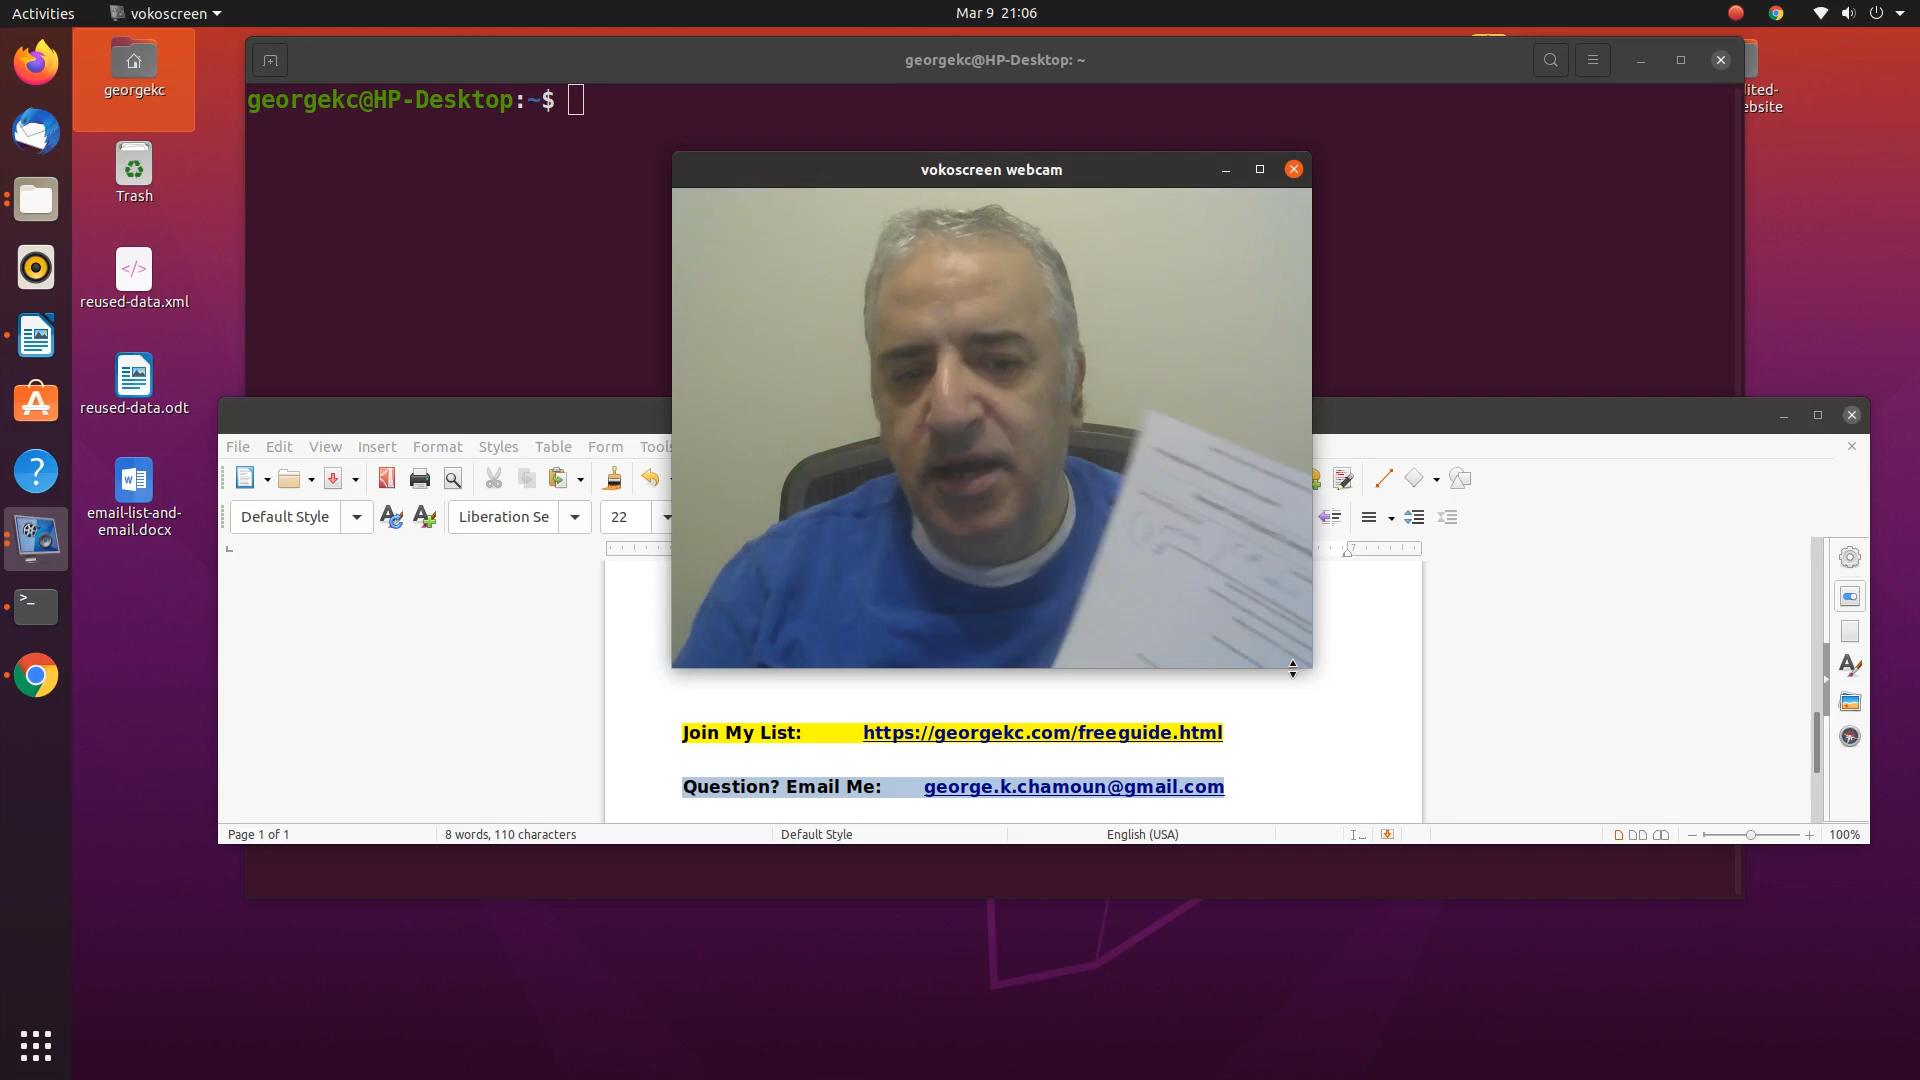 Activities
vokoscreen
Mar 9 21:06
georgekc
Trash
reused-data.xml
reused-data.odt
email-list-and-
email.docx
georgekc@HP-Desktop: ~
georgekc@HP-Desktop:~$
ited-
ebsite
vokoscreen webcam
File Edit View Insert Format Styles Table Form Tools
Default Style
Liberation Se
22
7
Join My List: https://georgekc.com/freeguide.html
Question? Email Me: george.k.chamoun@gmail.com
Page 1 of 1
8 words, 110 characters
Default Style
English (USA)
100%